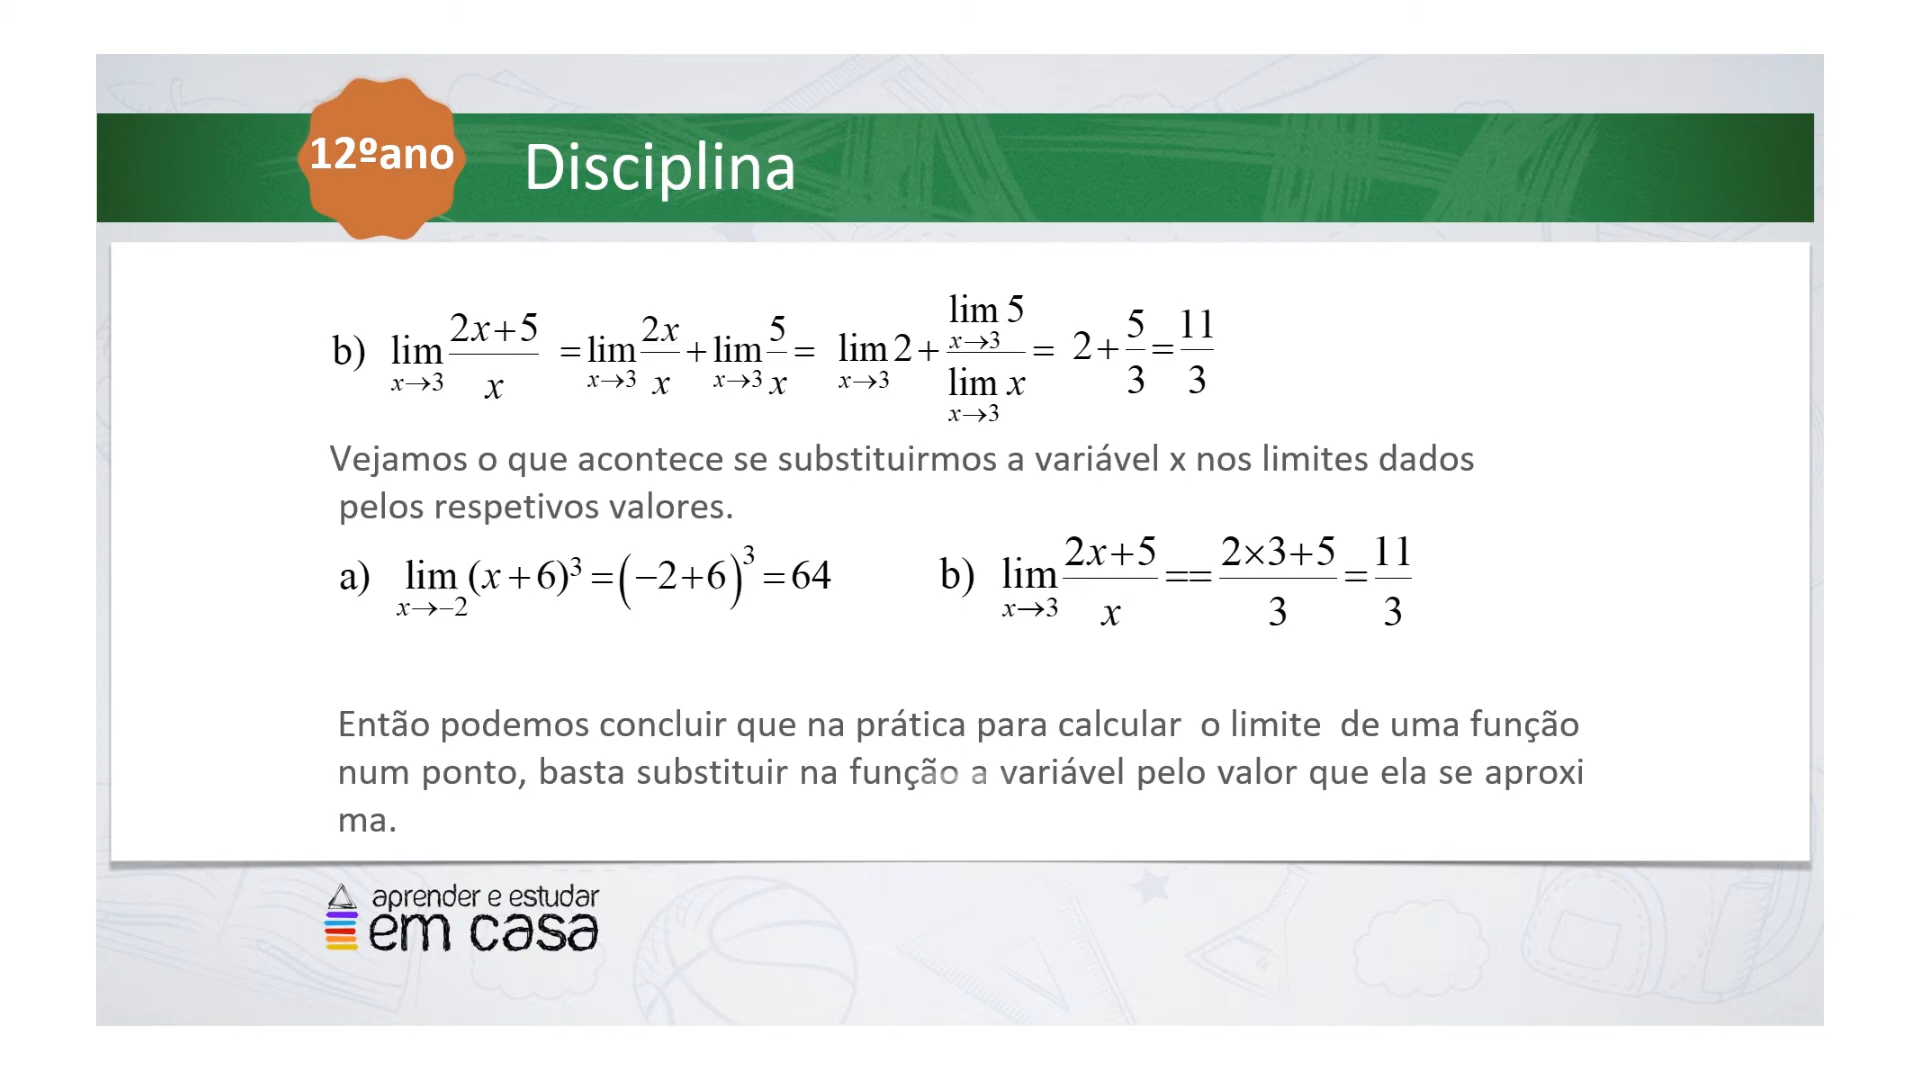 12ºano
Disciplina
b) lim_{x→3} (2x+5)/x = lim_{x→3} 2x/x + lim_{x→3} 5/x = lim_{x→3} 2 + (lim_{x→3} 5)/(lim_{x→3} x) = 2 + 5/3 = 11/3
Vejamos o que acontece se substituirmos a variável x nos limites dados
pelos respetivos valores.
a) lim_{x→−2} (x+6)³ = (−2+6)³ = 64 b) lim_{x→3} (2x+5)/x == (2×3+5)/3 = 11/3
Então podemos concluir que na prática para calcular o limite de uma função
num ponto, basta substituir na função a variável pelo valor que ela se aproxi
ma.
aprender e estudar
em casa